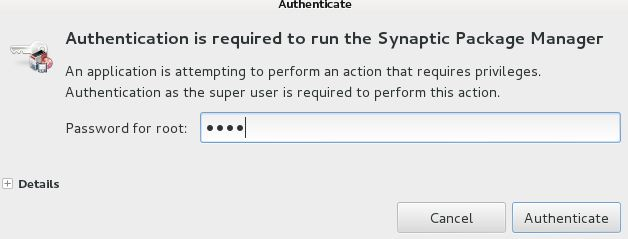 Authenticate
Authentication is required to run the Synaptic Package Manager
An application is attempting to perform an action that requires privileges.
Authentication as the super user is required to perform this action.
Password for root: ••••
Details
Cancel Authenticate